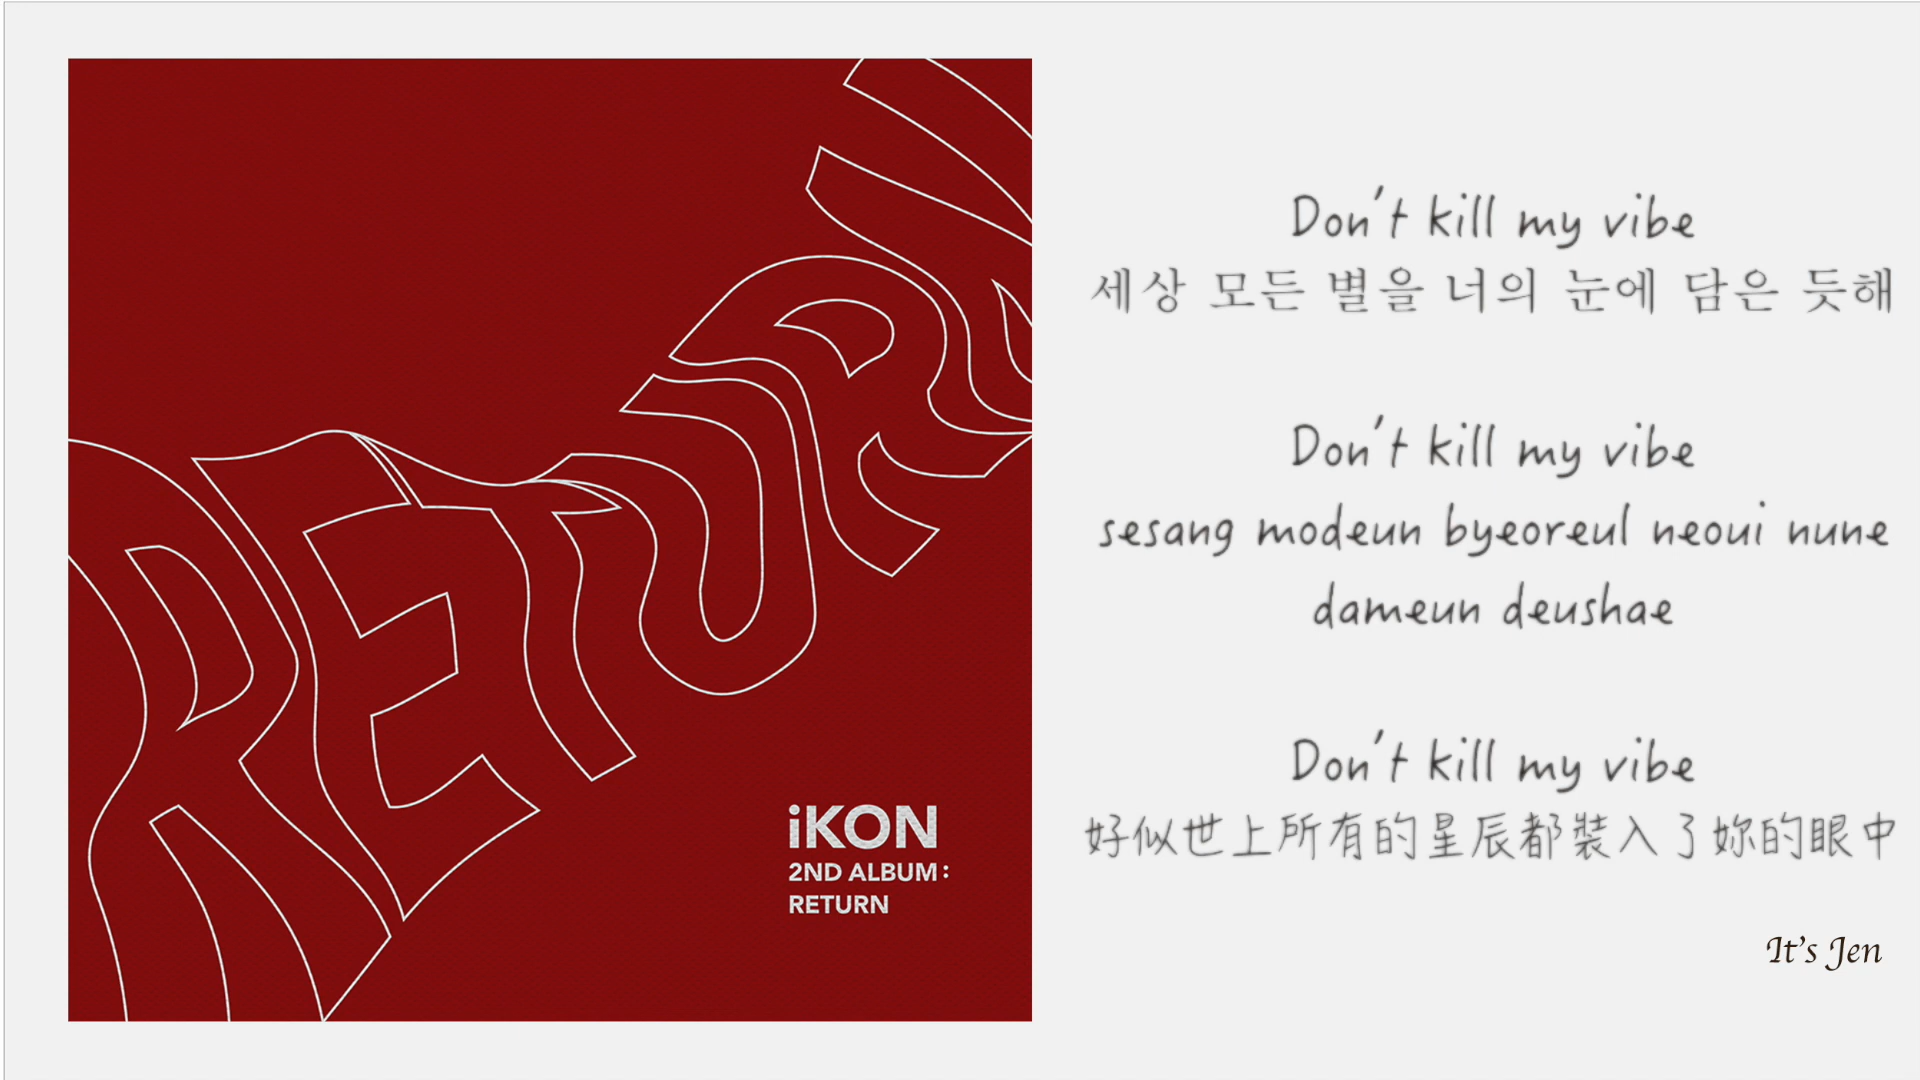 RETURN
iKON
2ND ALBUM:
RETURN
Don't kill my vibe
세상 모든 별을 너의 눈에 담은 듯해
Don't kill my vibe
sesang modeun byeoreul neoui nune
dameun deushae
Don't kill my vibe
好似世上所有的星辰都裝入了妳的眼中
It's Jen